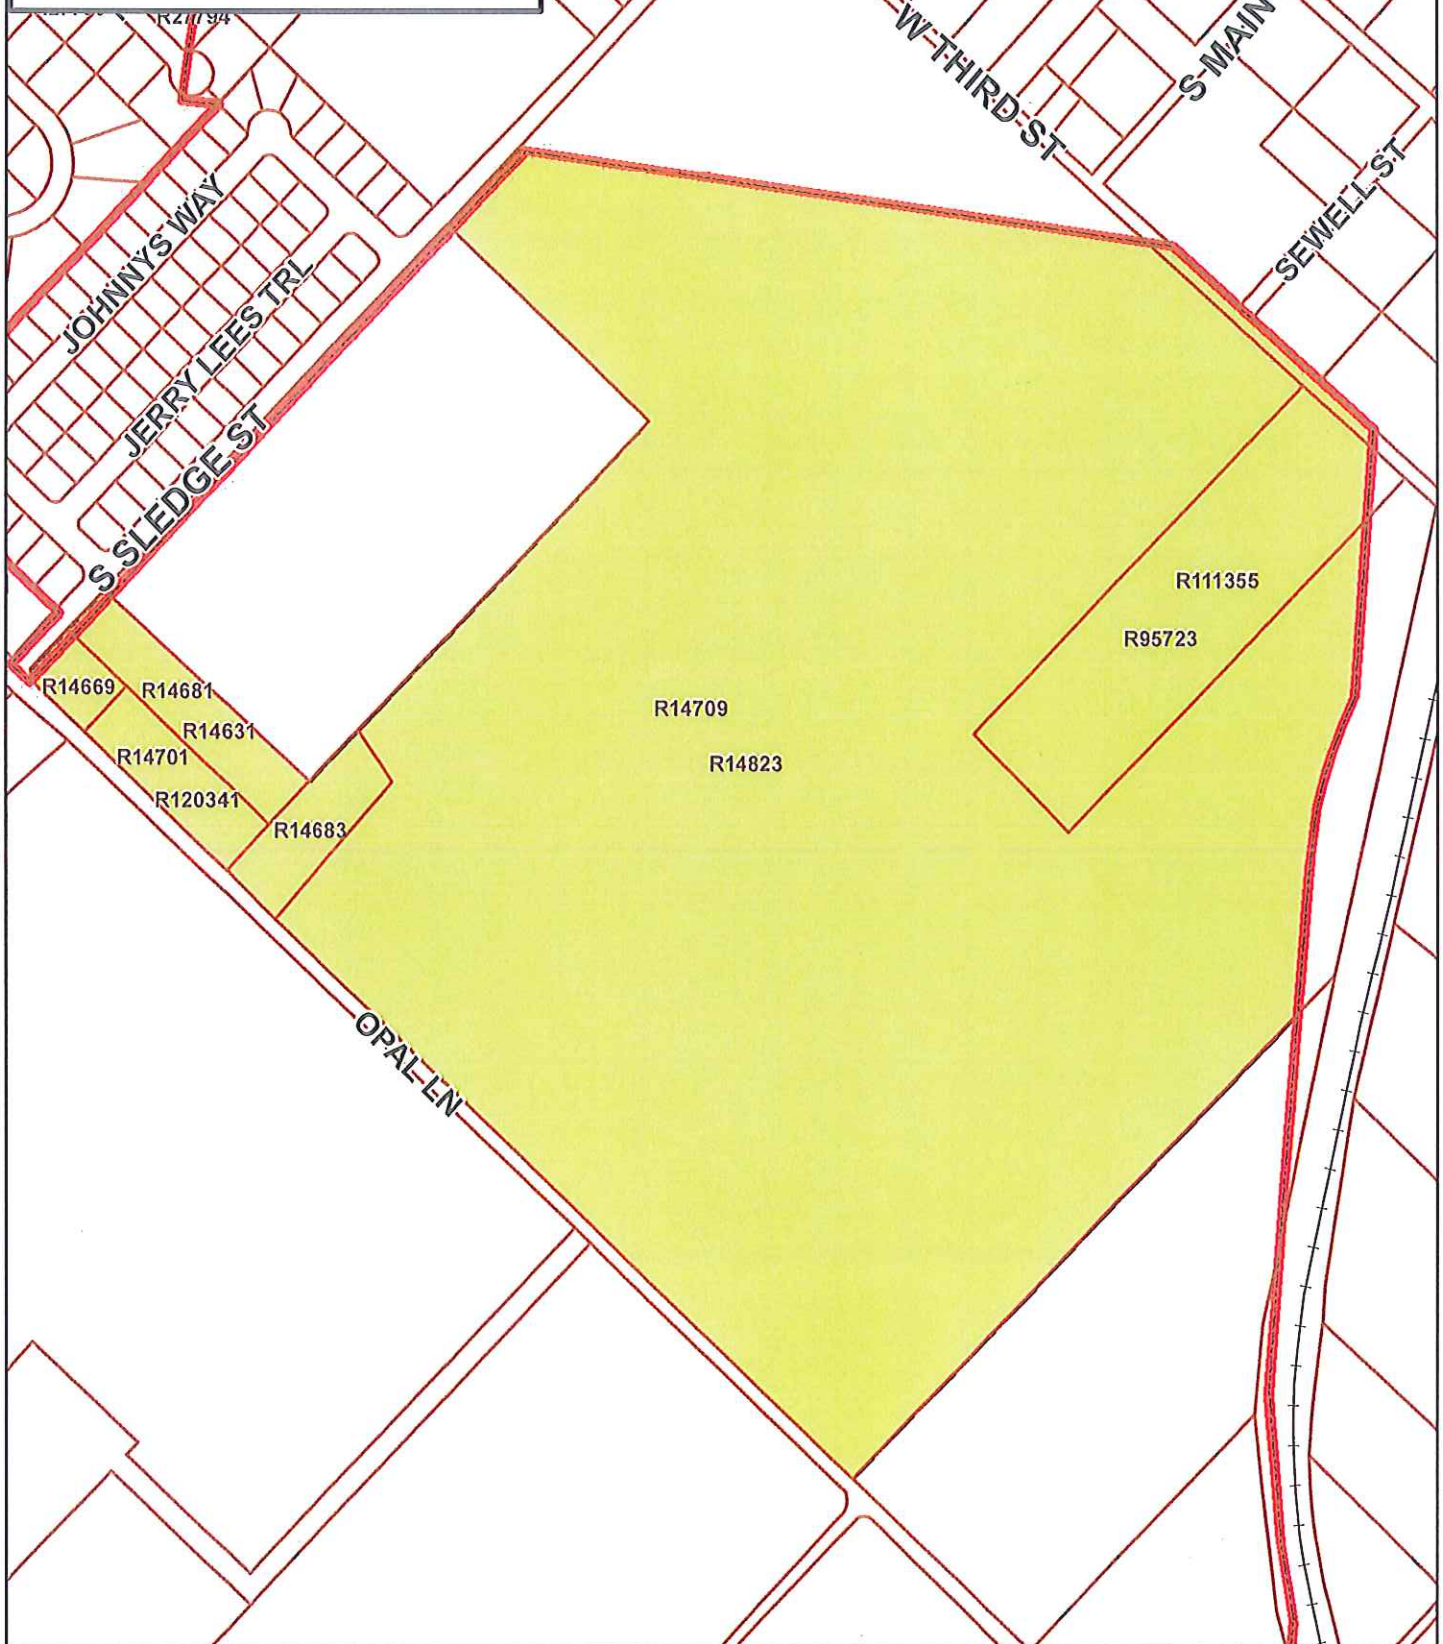 R27794
W THIRD ST
S MAIN
SEWELL ST
JOHNNYS WAY
JERRY LEES TRL
S SLEDGE ST
R111355
R95723
R14669
R14681
R14709
R14631
R14701
R14823
R120341
R14683
OPAL LN